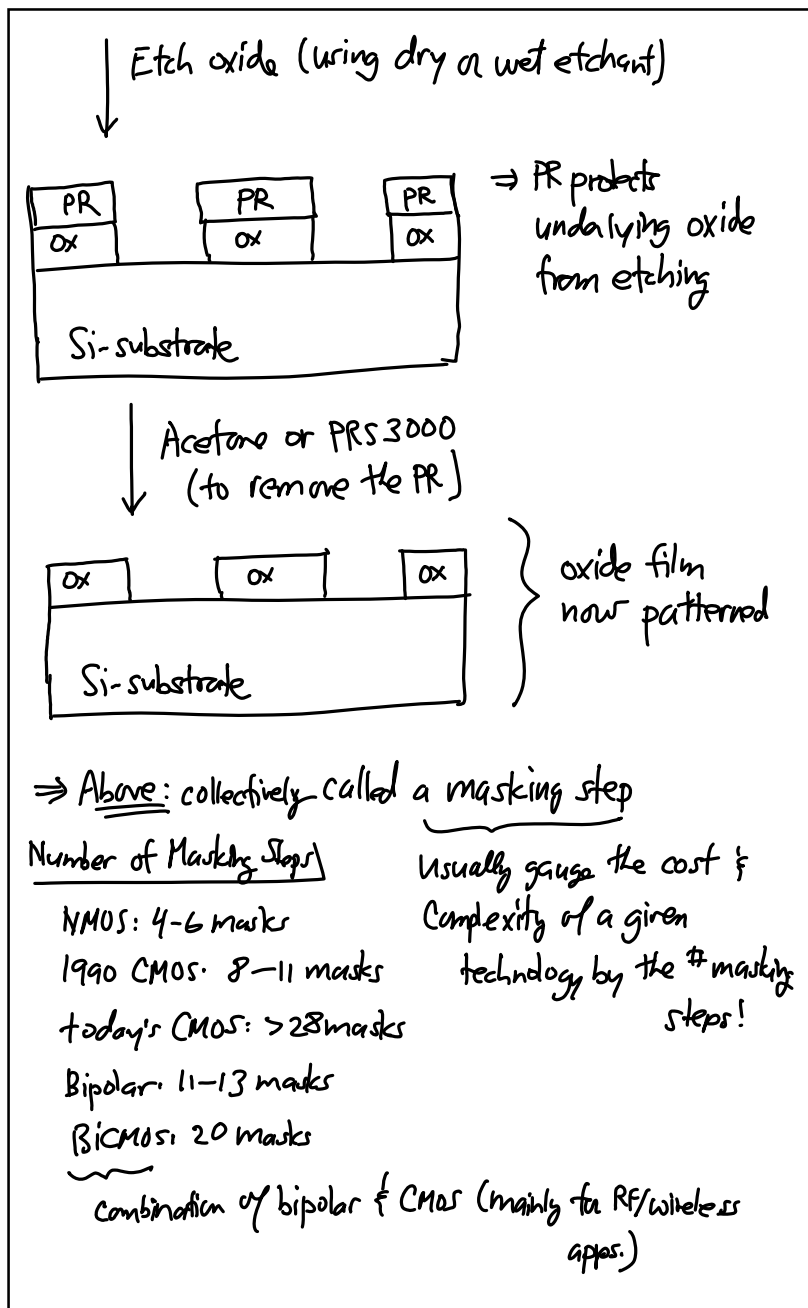 Etch oxide (using dry or wet etchant)
PR PR PR
OX OX OX
⇒ PR protects
underlying oxide
from etching
Si-substrate
Acetone or PRS3000
(to remove the PR)
OX OX OX
Si-substrate
oxide film
now patterned
⇒ Above: collectively called a masking step
Number of Masking Steps
NMOS: 4-6 masks
1990 CMOS: 8-11 masks
today's CMOS: >28 masks
Bipolar: 11-13 masks
BiCMOS: 20 masks
usually gauge the cost &
complexity of a given
technology by the # masking
steps!
combination of bipolar & CMOS (mainly for RF/wireless
apps.)